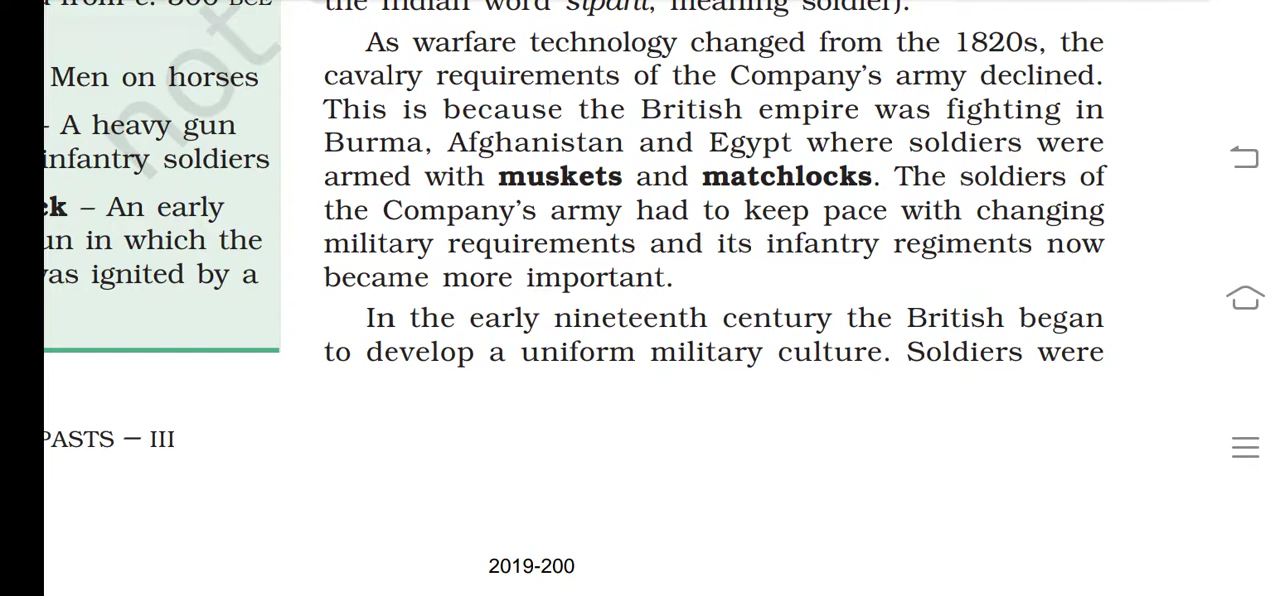 Men on horses
– A heavy gun
infantry soldiers
ck – An early
un in which the
was ignited by a
PASTS — III
As warfare technology changed from the 1820s, the
cavalry requirements of the Company's army declined.
This is because the British empire was fighting in
Burma, Afghanistan and Egypt where soldiers were
armed with muskets and matchlocks. The soldiers of
the Company's army had to keep pace with changing
military requirements and its infantry regiments now
became more important.
In the early nineteenth century the British began
to develop a uniform military culture. Soldiers were
2019-200
not